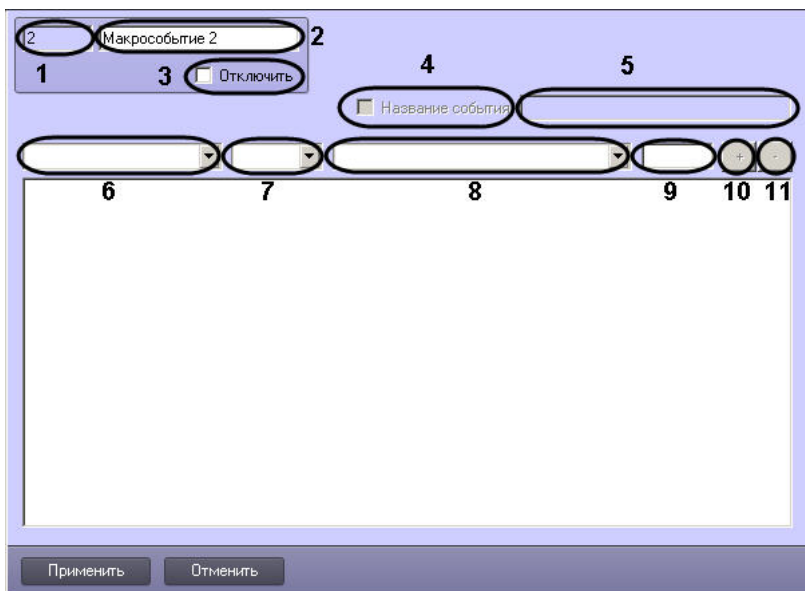 2 Макрособытие 2 2
1 3 Отключить
4 5
Название события
+ -
6 7 8 9 10 11
Применить Отменить